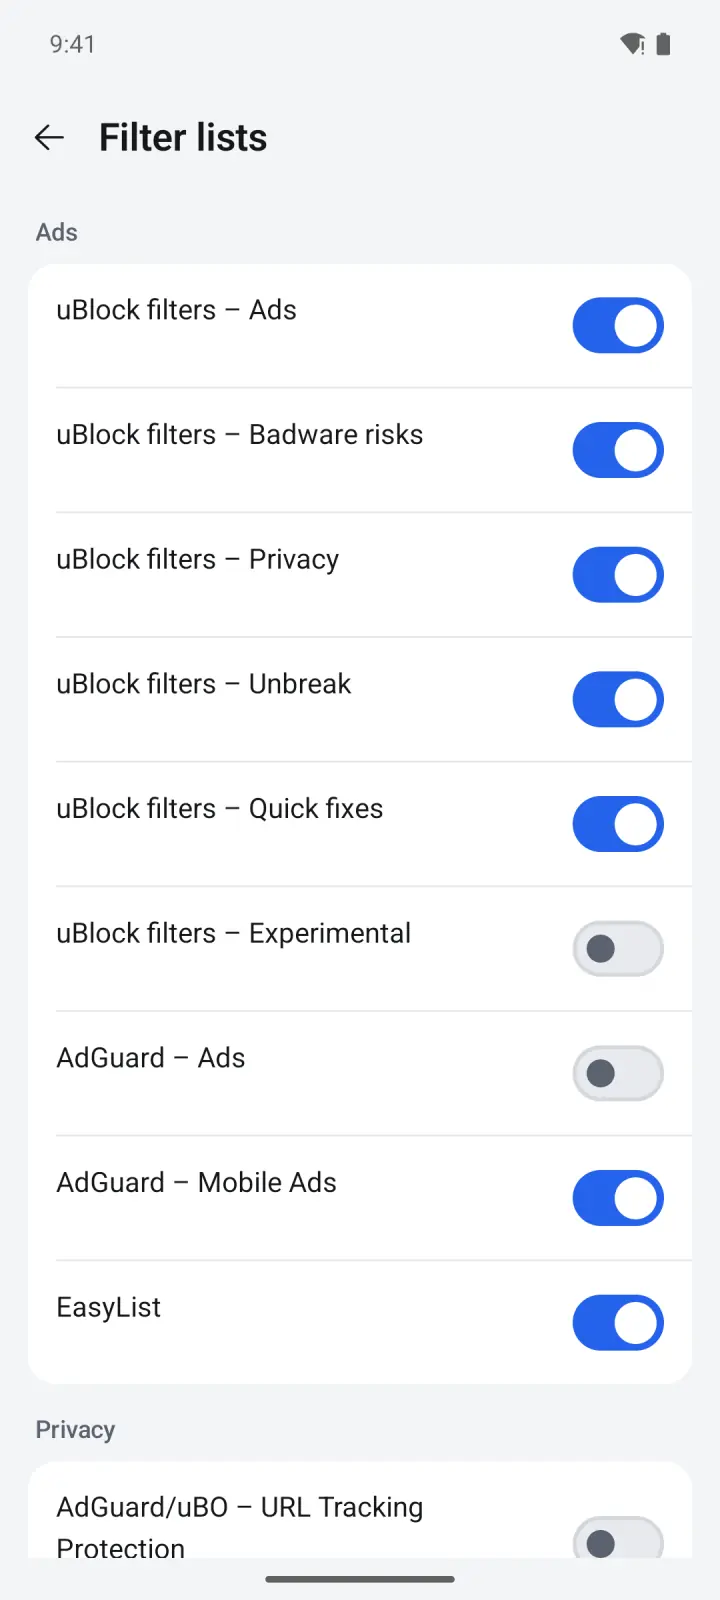 9:41
Filter lists
Ads
uBlock filters – Ads
uBlock filters – Badware risks
uBlock filters – Privacy
uBlock filters – Unbreak
uBlock filters – Quick fixes
uBlock filters – Experimental
AdGuard – Ads
AdGuard – Mobile Ads
EasyList
Privacy
AdGuard/uBO – URL Tracking
Protection